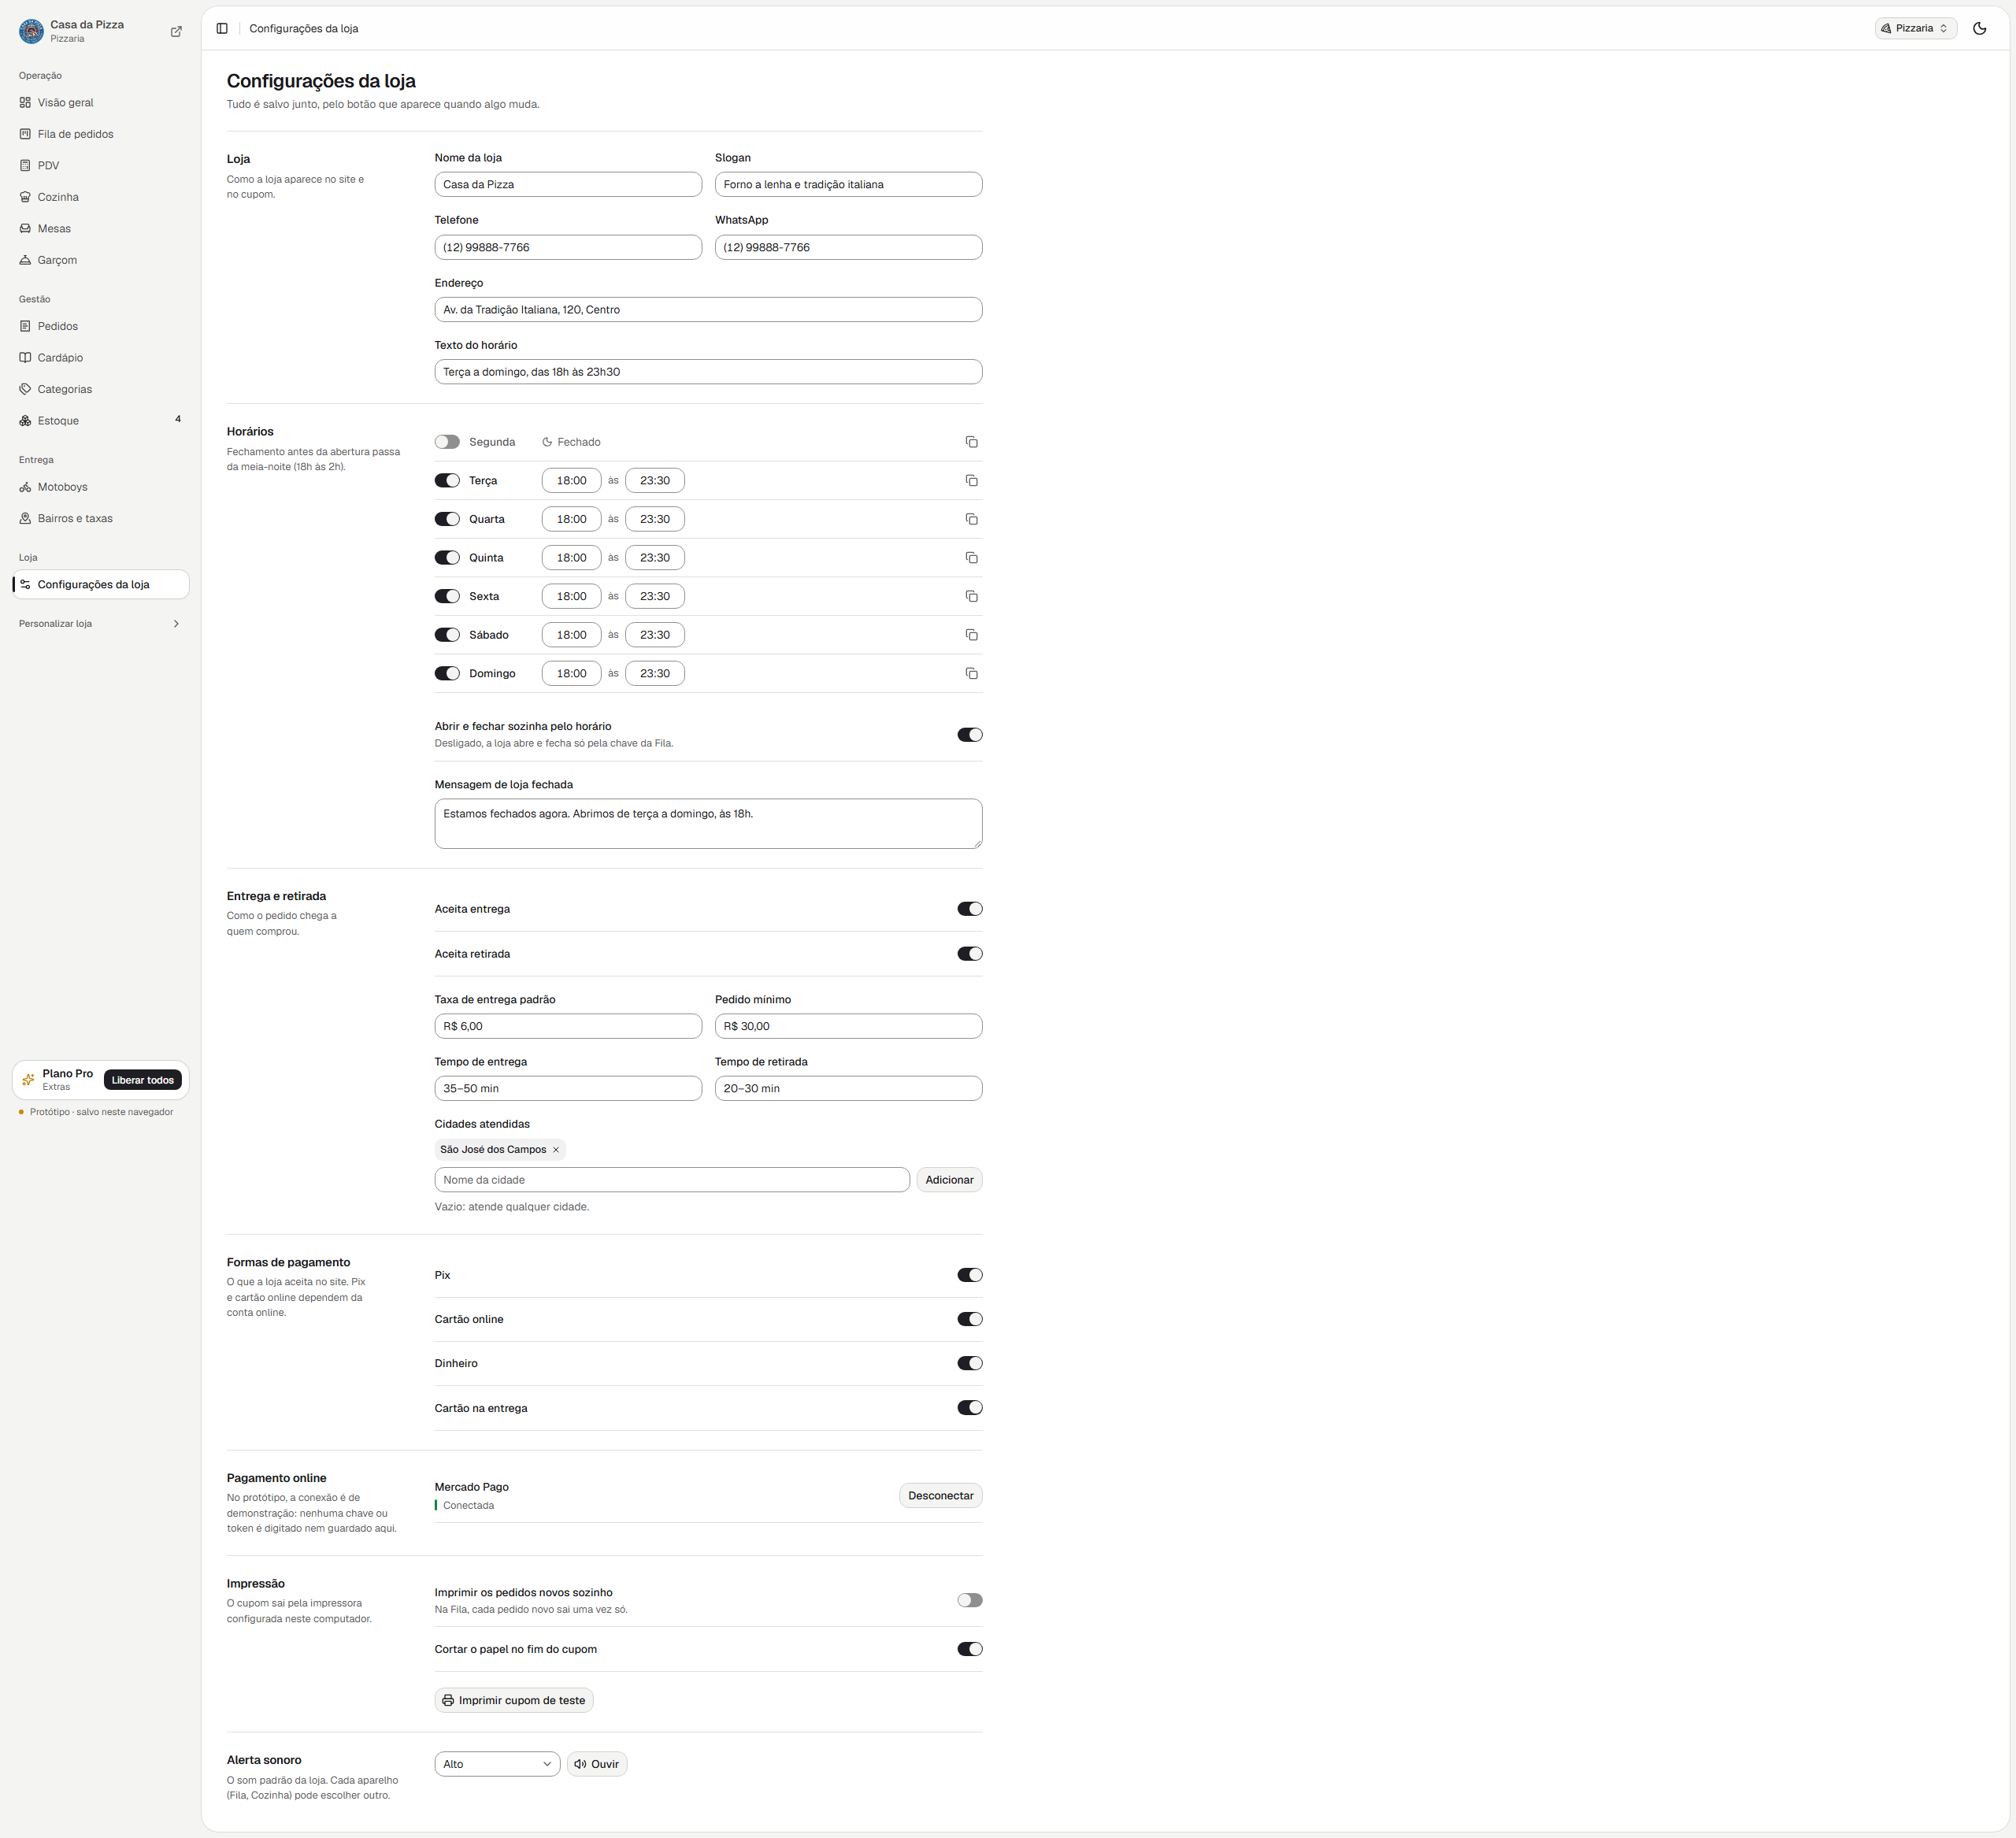 Casa da Pizza
Pizzaria
Operação
Visão geral
Fila de pedidos
PDV
Cozinha
Mesas
Garçom
Gestão
Pedidos
Cardápio
Categorias
Estoque 4
Entrega
Motoboys
Bairros e taxas
Loja
Configurações da loja
Personalizar loja
Plano Pro
Extras
Liberar todos
Protótipo · salvo neste navegador
Configurações da loja
Pizzaria
Configurações da loja
Tudo é salvo junto, pelo botão que aparece quando algo muda.
Loja
Como a loja aparece no site e
no cupom.
Nome da loja
Casa da Pizza
Slogan
Forno a lenha e tradição italiana
Telefone
(12) 99888-7766
WhatsApp
(12) 99888-7766
Endereço
Av. da Tradição Italiana, 120, Centro
Texto do horário
Terça a domingo, das 18h às 23h30
Horários
Fechamento antes da abertura passa
da meia-noite (18h às 2h).
Segunda Fechado
Terça 18:00 às 23:30
Quarta 18:00 às 23:30
Quinta 18:00 às 23:30
Sexta 18:00 às 23:30
Sábado 18:00 às 23:30
Domingo 18:00 às 23:30
Abrir e fechar sozinha pelo horário
Desligado, a loja abre e fecha só pela chave da Fila.
Mensagem de loja fechada
Estamos fechados agora. Abrimos de terça a domingo, às 18h.
Entrega e retirada
Como o pedido chega a
quem comprou.
Aceita entrega
Aceita retirada
Taxa de entrega padrão
R$ 6,00
Pedido mínimo
R$ 30,00
Tempo de entrega
35–50 min
Tempo de retirada
20–30 min
Cidades atendidas
São José dos Campos ×
Nome da cidade
Adicionar
Vazio: atende qualquer cidade.
Formas de pagamento
O que a loja aceita no site. Pix
e cartão online dependem da
conta online.
Pix
Cartão online
Dinheiro
Cartão na entrega
Pagamento online
No protótipo, a conexão é de
demonstração: nenhuma chave ou
token é digitado nem guardado aqui.
Mercado Pago
Conectada
Desconectar
Impressão
O cupom sai pela impressora
configurada neste computador.
Imprimir os pedidos novos sozinho
Na Fila, cada pedido novo sai uma vez só.
Cortar o papel no fim do cupom
Imprimir cupom de teste
Alerta sonoro
O som padrão da loja. Cada aparelho
(Fila, Cozinha) pode escolher outro.
Alto
Ouvir